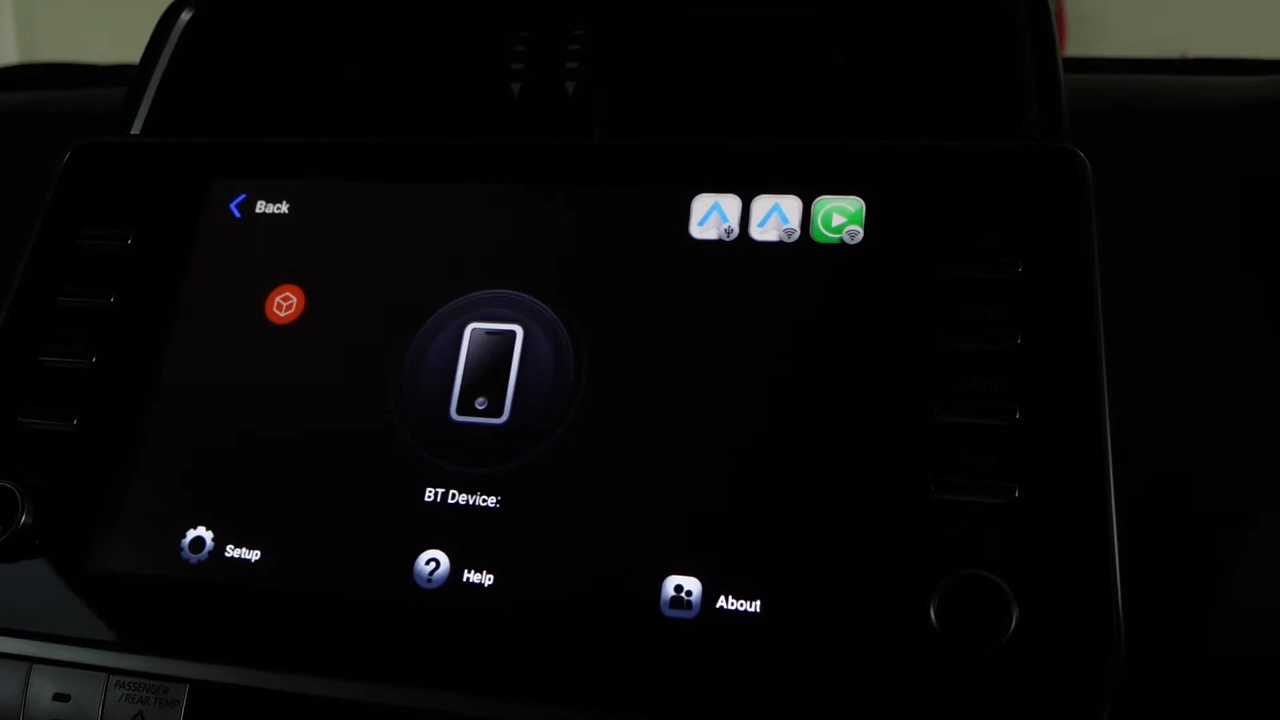 Back
BT Device:
Setup
Help
About
PASSENGER
/REAR TEMP